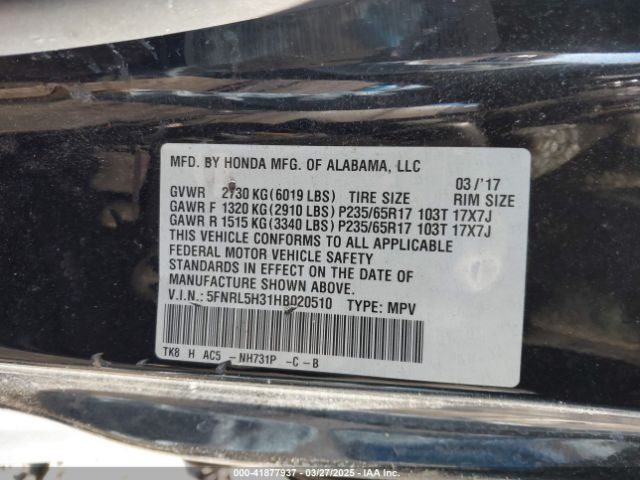 MFD. BY HONDA MFG. OF ALABAMA, LLC
03 /'17
GVWR 2730 KG(6019 LBS) TIRE SIZE RIM SIZE
GAWR F 1320 KG(2910 LBS) P235/65R17 103T 17X7J
GAWR R 1515 KG(3340 LBS) P235/65R17 103T 17X7J
THIS VEHICLE CONFORMS TO ALL APPLICABLE
FEDERAL MOTOR VEHICLE SAFETY
STANDARDS IN EFFECT ON THE DATE OF
MANUFACTURE SHOWN ABOVE.
V.I.N.: 5FNRL5H31HB020510 TYPE: MPV
TK8 H AC5 -NH731P -C-B
000-41877937 - 03/27/2025 - IAA Inc.